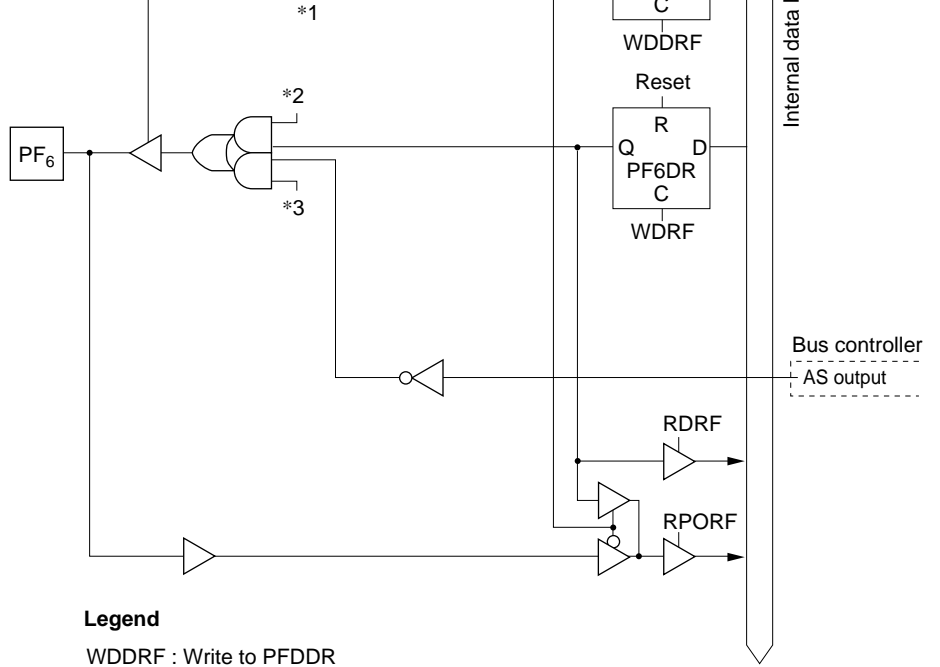 *1
C
WDDRF
Internal data
Reset
*2
R
PF6
Q
D
PF6DR
C
*3
WDRF
Bus controller
AS output
RDRF
RPORF
Legend
WDDRF : Write to PFDDR